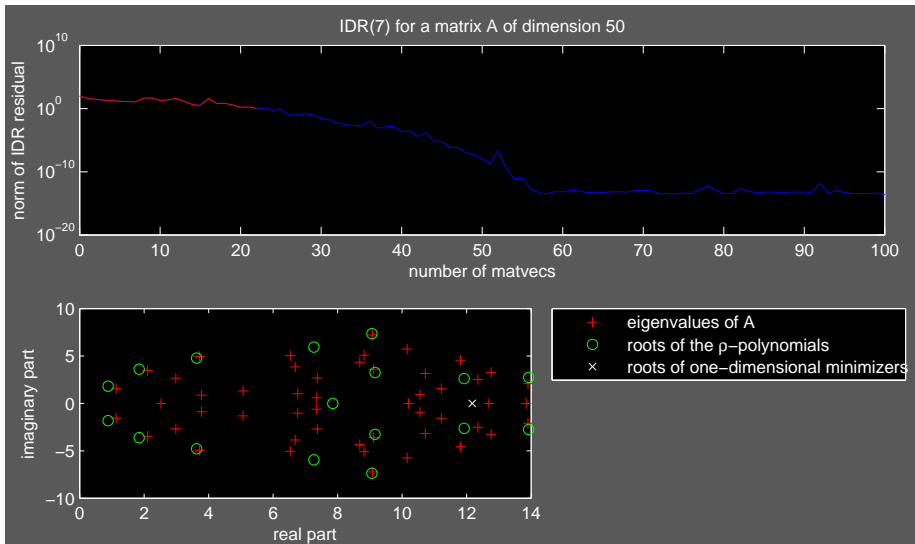 IDR(7) for a matrix A of dimension 50
10^10
10^0
10^−10
10^−20
norm of IDR residual
0 10 20 30 40 50 60 70 80 90 100
number of matvecs
10
5
0
−5
−10
imaginary part
0 2 4 6 8 10 12 14
real part
eigenvalues of A
roots of the ρ−polynomials
roots of one−dimensional minimizers